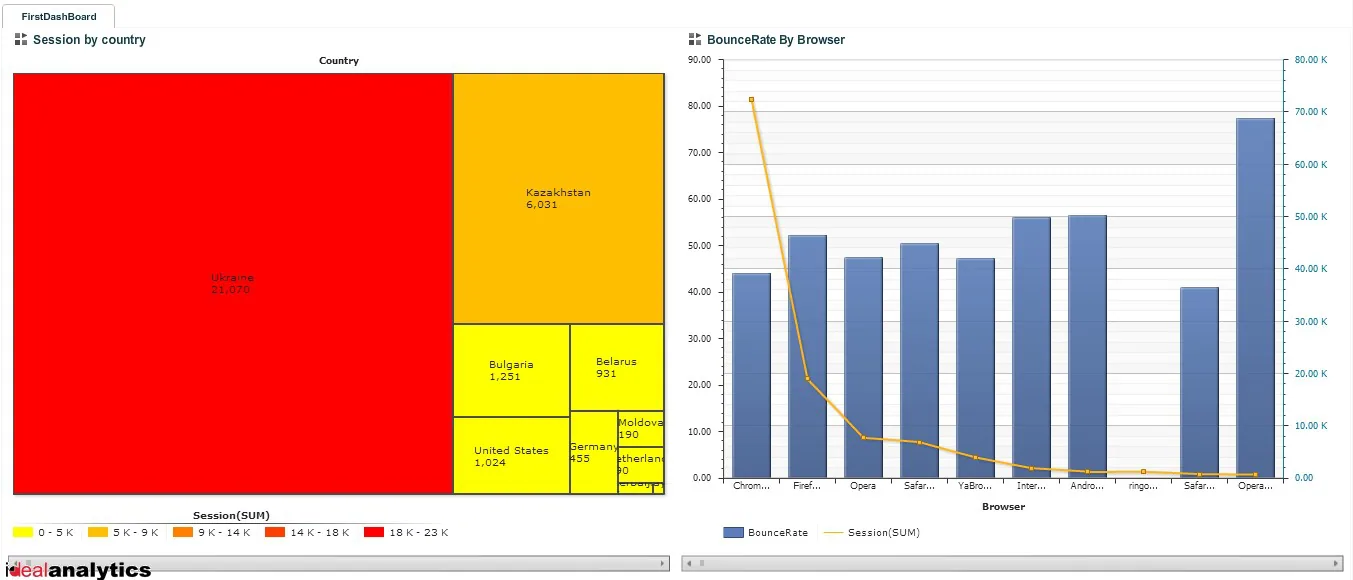 FirstDashBoard
Session by country
Country
Ukraine
21,070
Kazakhstan
6,031
Bulgaria
1,251
Belarus
931
United States
1,024
Germany
455
Moldova
190
Session(SUM)
0 - 5 K
5 K - 9 K
9 K - 14 K
14 K - 18 K
18 K - 23 K
idealanalytics
BounceRate By Browser
90.00
80.00
70.00
60.00
50.00
40.00
30.00
20.00
10.00
0.00
80.00 K
70.00 K
60.00 K
50.00 K
40.00 K
30.00 K
20.00 K
10.00 K
0.00
Chrom...
Firef...
Opera
Safar...
YaBro...
Inter...
Andro...
ringo...
Safar...
Opera...
Browser
BounceRate
Session(SUM)